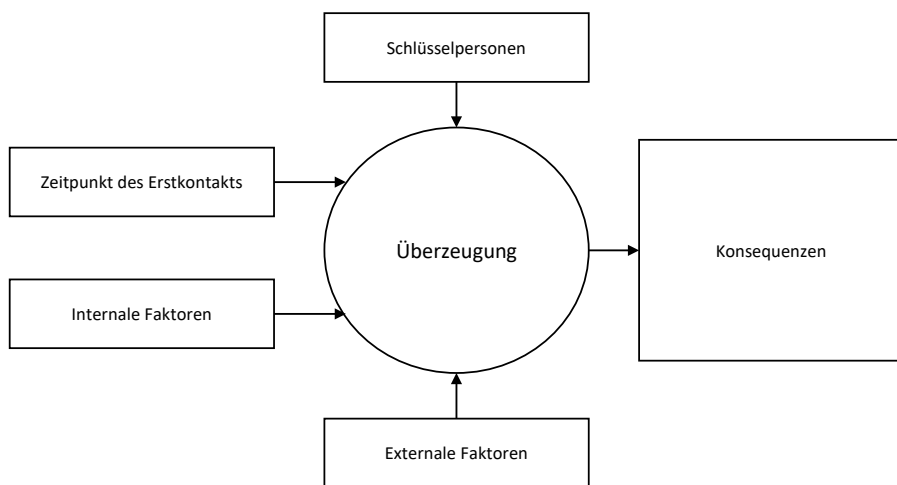 Schlüsselpersonen
Zeitpunkt des Erstkontakts
Überzeugung
Konsequenzen
Internale Faktoren
Externale Faktoren